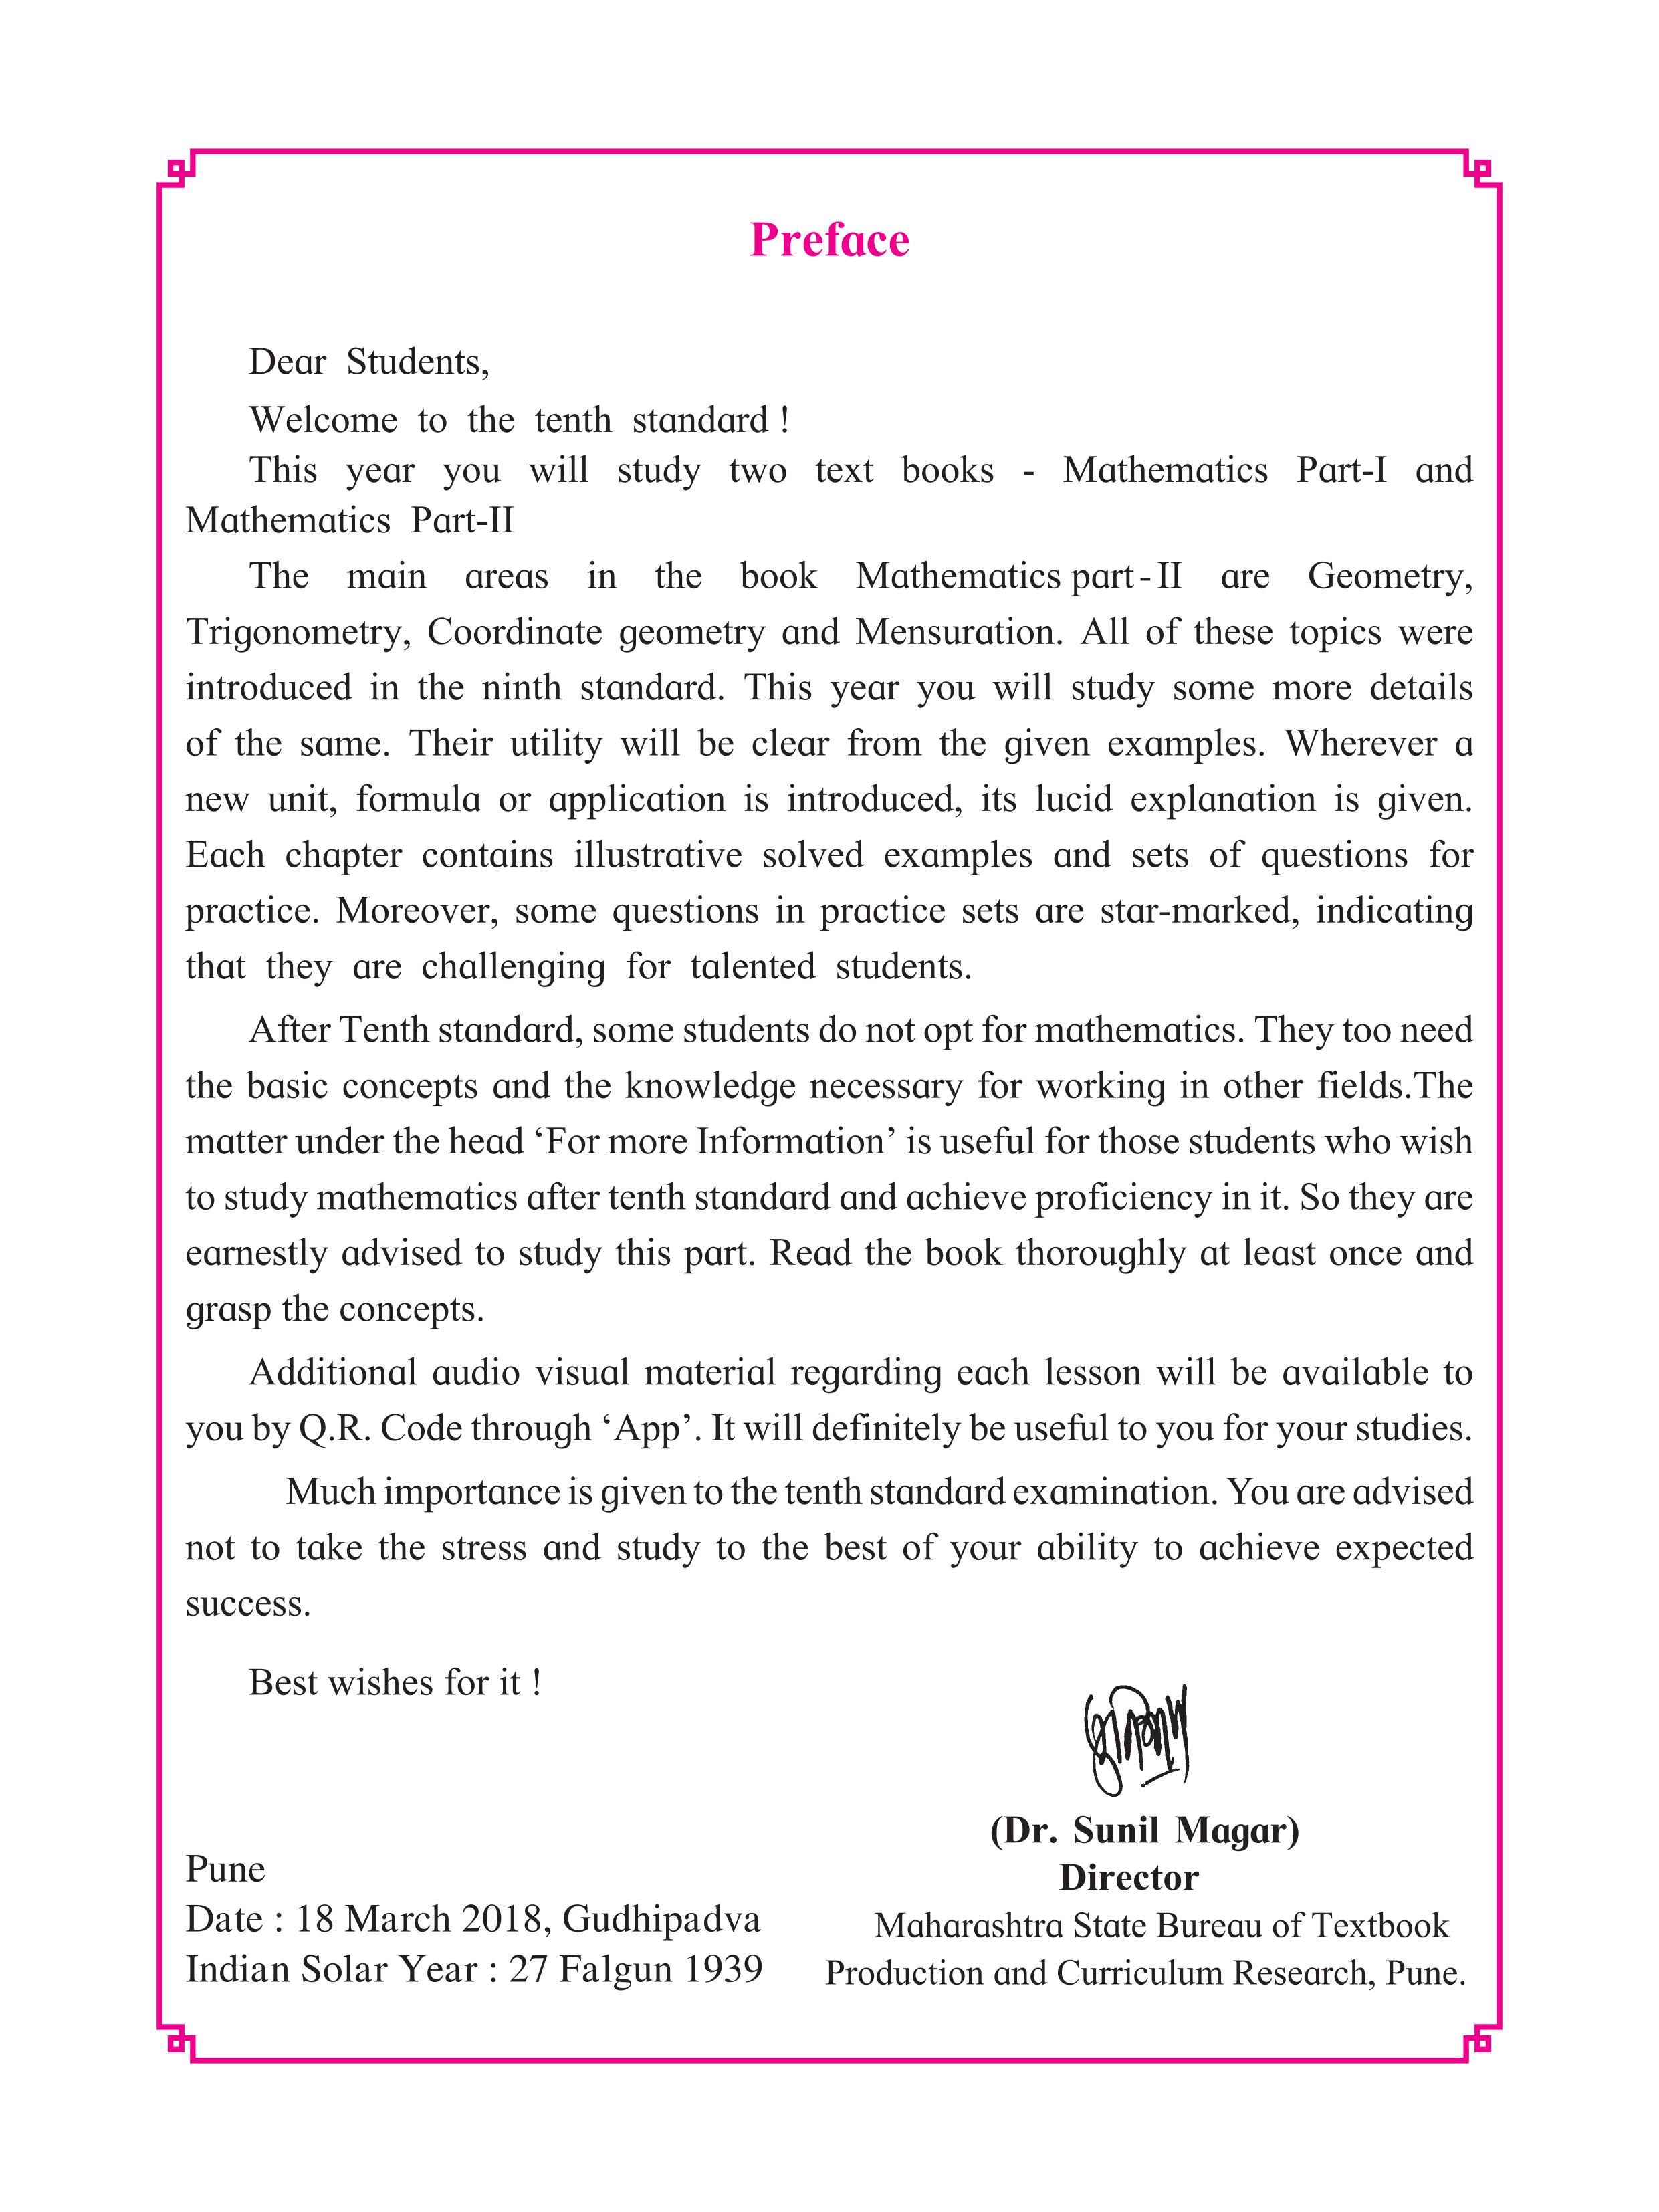 Preface
Dear Students,
Welcome to the tenth standard !
This year you will study two text books - Mathematics Part-I and
Mathematics Part-II
The main areas in the book Mathematics part-II are Geometry,
Trigonometry, Coordinate geometry and Mensuration. All of these topics were
introduced in the ninth standard. This year you will study some more details
of the same. Their utility will be clear from the given examples. Wherever a
new unit, formula or application is introduced, its lucid explanation is given.
Each chapter contains illustrative solved examples and sets of questions for
practice. Moreover, some questions in practice sets are star-marked, indicating
that they are challenging for talented students.
After Tenth standard, some students do not opt for mathematics. They too need
the basic concepts and the knowledge necessary for working in other fields.The
matter under the head ‘For more Information’ is useful for those students who wish
to study mathematics after tenth standard and achieve proficiency in it. So they are
earnestly advised to study this part. Read the book thoroughly at least once and
grasp the concepts.
Additional audio visual material regarding each lesson will be available to
you by Q.R. Code through ‘App’. It will definitely be useful to you for your studies.
Much importance is given to the tenth standard examination. You are advised
not to take the stress and study to the best of your ability to achieve expected
success.
Best wishes for it !
(Dr. Sunil Magar)
Director
Maharashtra State Bureau of Textbook
Production and Curriculum Research, Pune.
Pune
Date : 18 March 2018, Gudhipadva
Indian Solar Year : 27 Falgun 1939